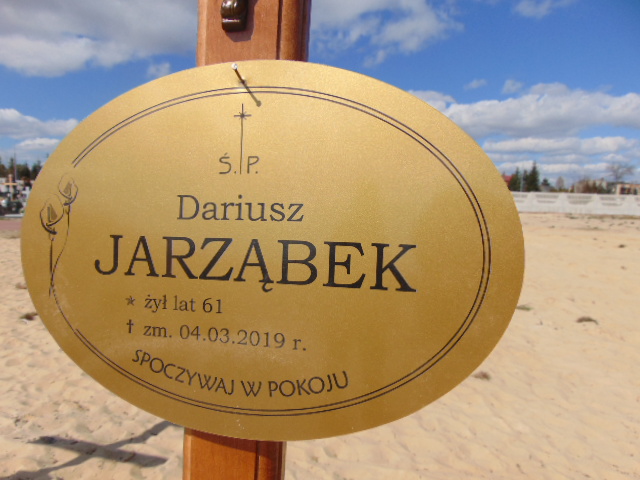 Ś. P.
Dariusz
JARZĄBEK
* żył lat 61
† zm. 04.03.2019 r.
SPOCZYWAJ W POKOJU